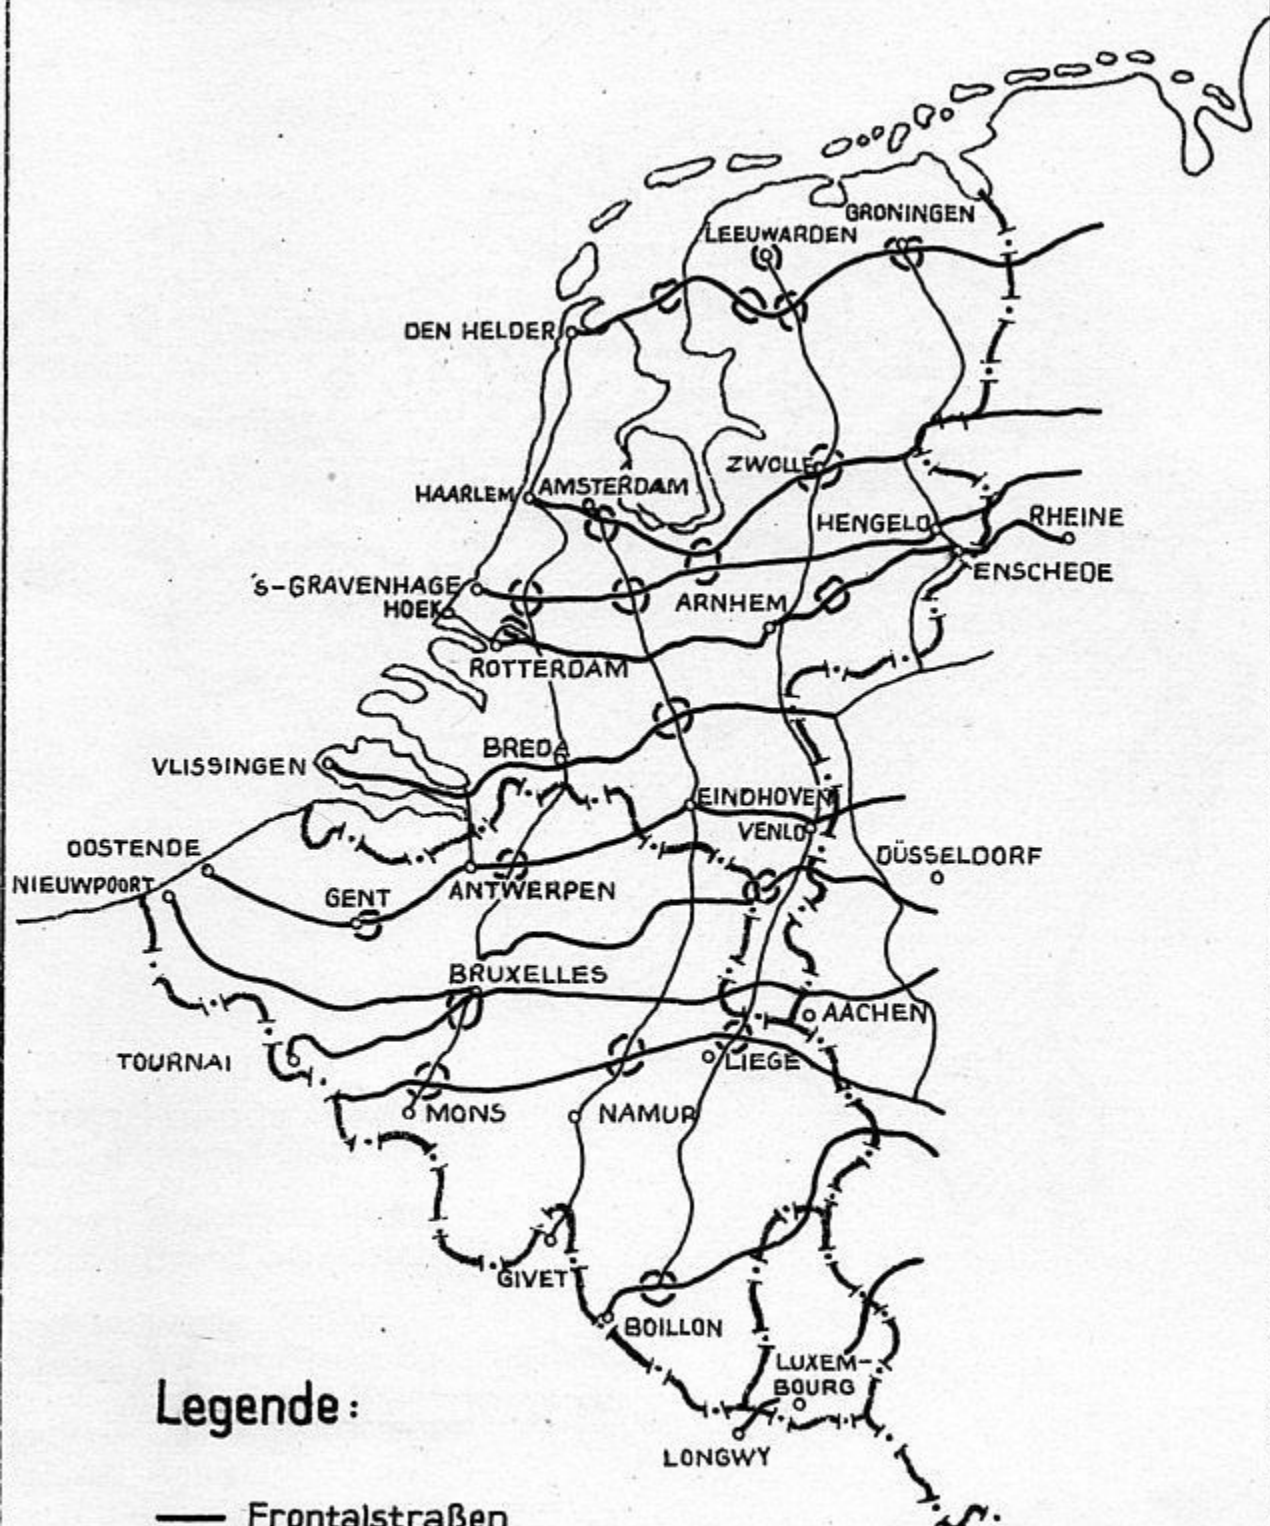 GRONINGEN
LEEUWARDEN
DEN HELDER
ZWOLLE
HAARLEM
AMSTERDAM
HENGELO
RHEINE
ENSCHEDE
's-GRAVENHAGE
HOEK
ARNHEM
ROTTERDAM
BREDA
VLISSINGEN
EINDHOVEN
VENLO
OOSTENDE
DÜSSELDORF
NIEUWPOORT
GENT
ANTWERPEN
BRUXELLES
AACHEN
TOURNAI
LIEGE
MONS
NAMUR
GIVET
BOILLON
LUXEM-
BOURG
LONGWY
Legende:
Frontalstraßen